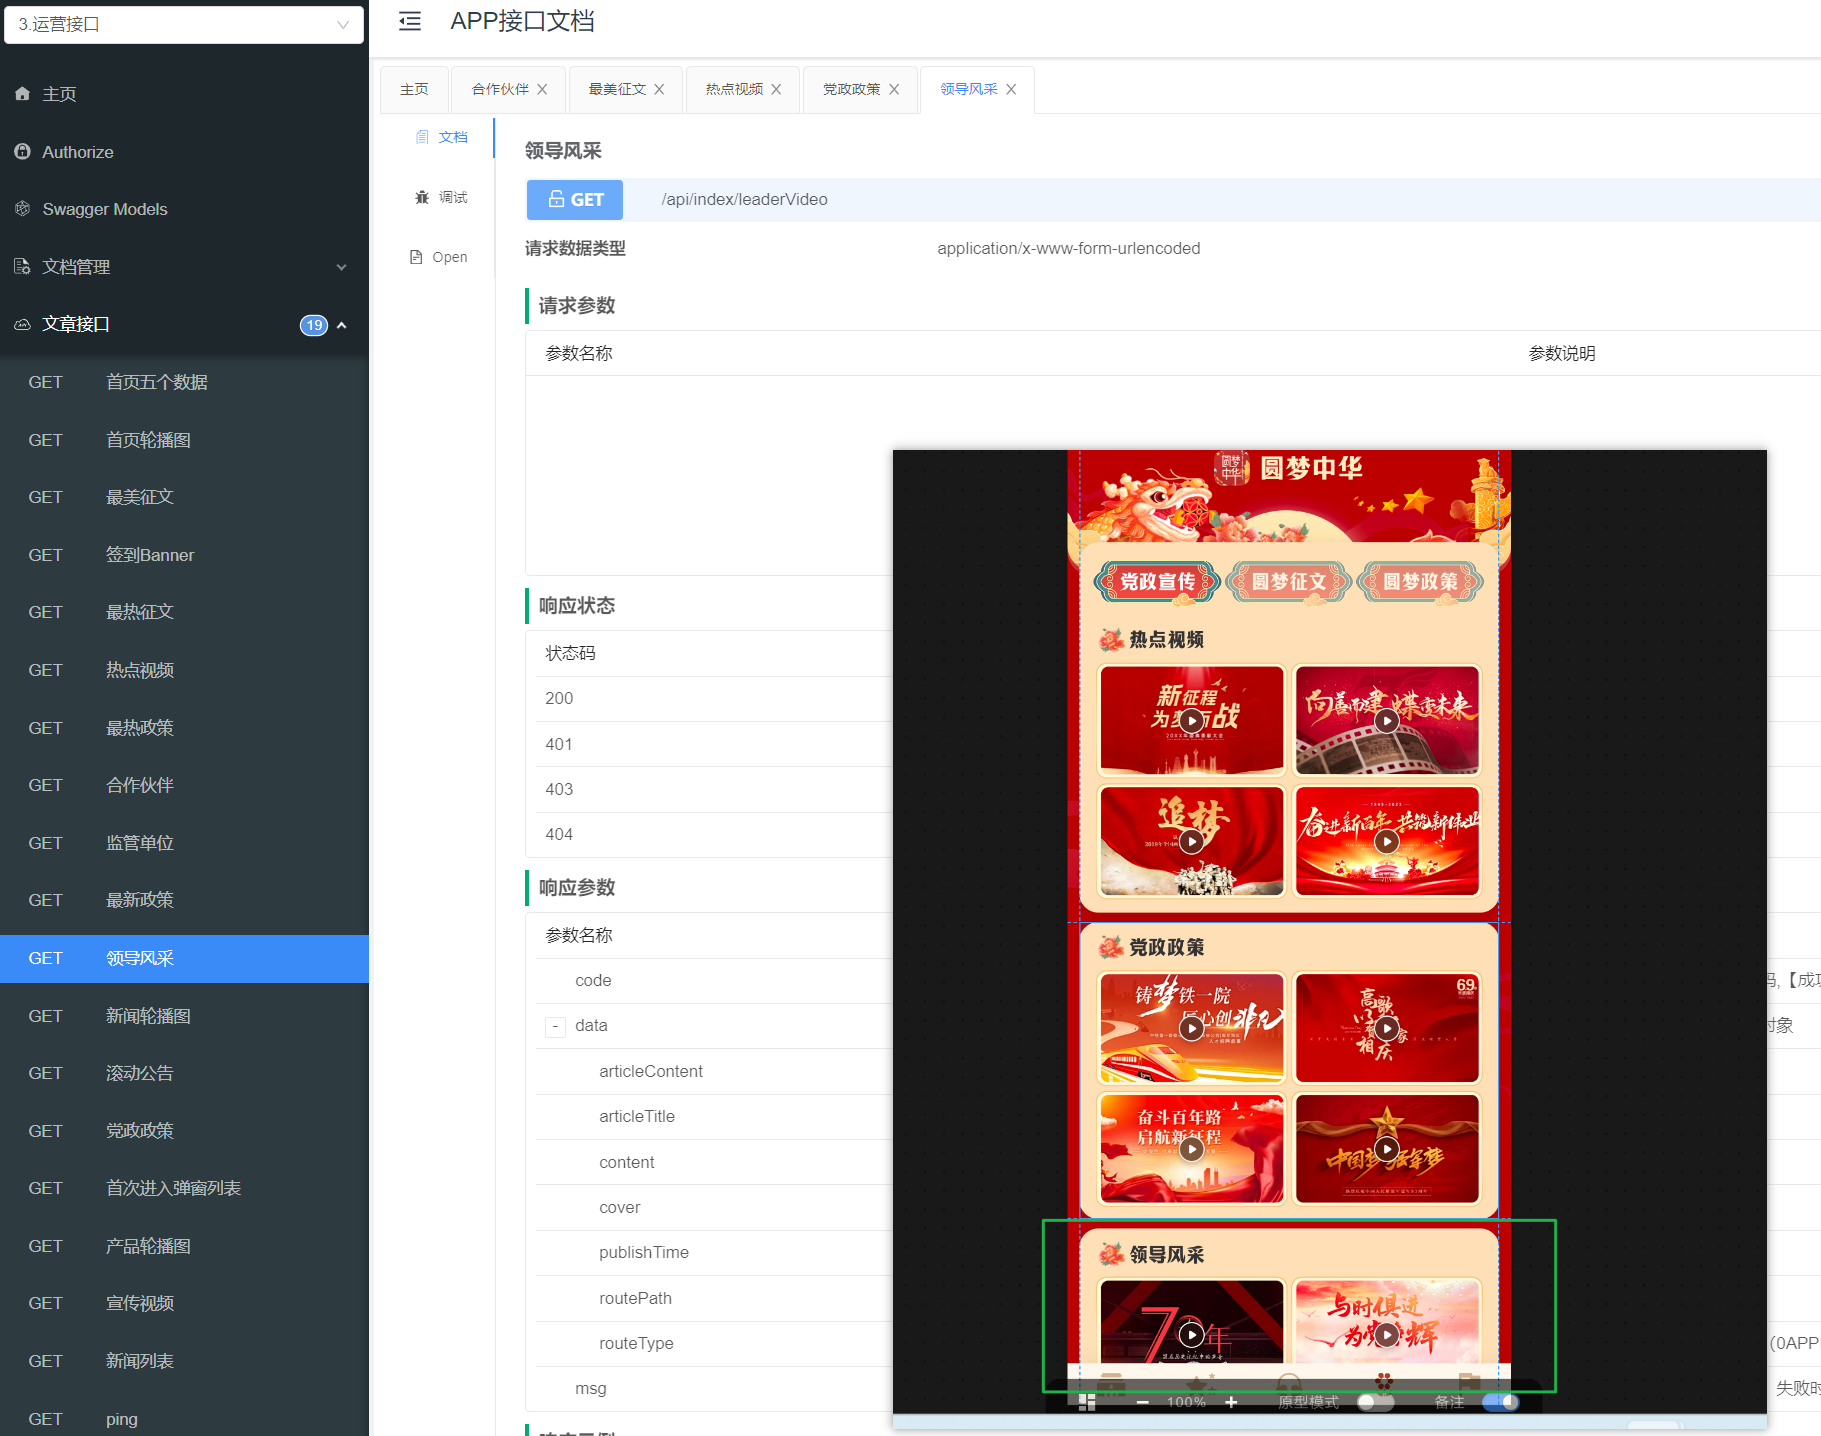 3.运营接口
主页
Authorize
Swagger Models
文档管理
文章接口
19
GET 首页五个数据
GET 首页轮播图
GET 最美征文
GET 签到Banner
GET 最热征文
GET 热点视频
GET 最热政策
GET 合作伙伴
GET 监管单位
GET 最新政策
GET 领导风采
GET 新闻轮播图
GET 滚动公告
GET 党政政策
GET 首次进入弹窗列表
GET 产品轮播图
GET 宣传视频
GET 新闻列表
GET ping
APP接口文档
主页
合作伙伴
最美征文
热点视频
党政政策
领导风采
文档
调试
Open
领导风采
GET /api/index/leaderVideo
请求数据类型 application/x-www-form-urlencoded
请求参数
参数名称 参数说明
响应状态
状态码
200
401
403
404
响应参数
参数名称
code
- data
articleContent
articleTitle
content
cover
publishTime
routePath
routeType
msg
码,【成功
对象
(0APP
失败时
圆梦中华
圆梦中华
党政宣传
圆梦征文
圆梦政策
热点视频
新征程
向善而建 蝶变未来
追梦
奋进新百年 共筑新伟业
党政政策
铸梦铁一院
匠心创非凡
69
奋斗百年路
启航新征程
中国梦 强军梦
领导风采
与时俱进
100%
原型模式
备注